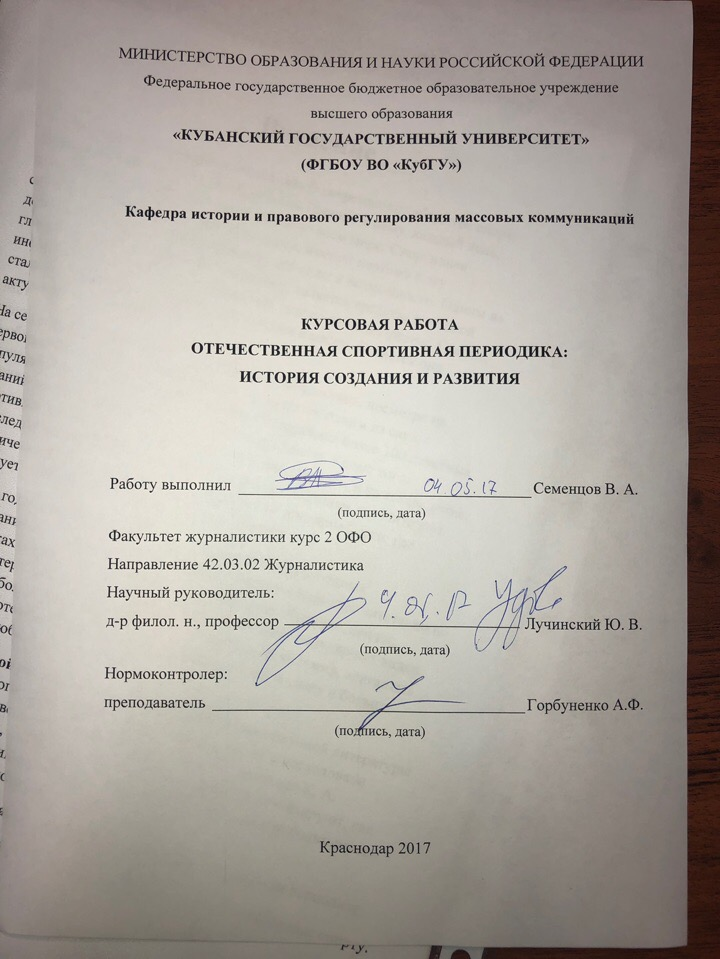 МИНИСТЕРСТВО ОБРАЗОВАНИЯ И НАУКИ РОССИЙСКОЙ ФЕДЕРАЦИИ
Федеральное государственное бюджетное образовательное учреждение
высшего образования
«КУБАНСКИЙ ГОСУДАРСТВЕННЫЙ УНИВЕРСИТЕТ»
(ФГБОУ ВО «КубГУ»)
Кафедра истории и правового регулирования массовых коммуникаций
КУРСОВАЯ РАБОТА
ОТЕЧЕСТВЕННАЯ СПОРТИВНАЯ ПЕРИОДИКА:
ИСТОРИЯ СОЗДАНИЯ И РАЗВИТИЯ
Работу выполнил 04.05.17 Семенцов В. А.
(подпись, дата)
Факультет журналистики курс 2 ОФО
Направление 42.03.02 Журналистика
Научный руководитель:
д-р филол. н., профессор Лучинский Ю. В.
(подпись, дата)
Нормоконтролер:
преподаватель Горбуненко А.Ф.
(подпись, дата)
Краснодар 2017